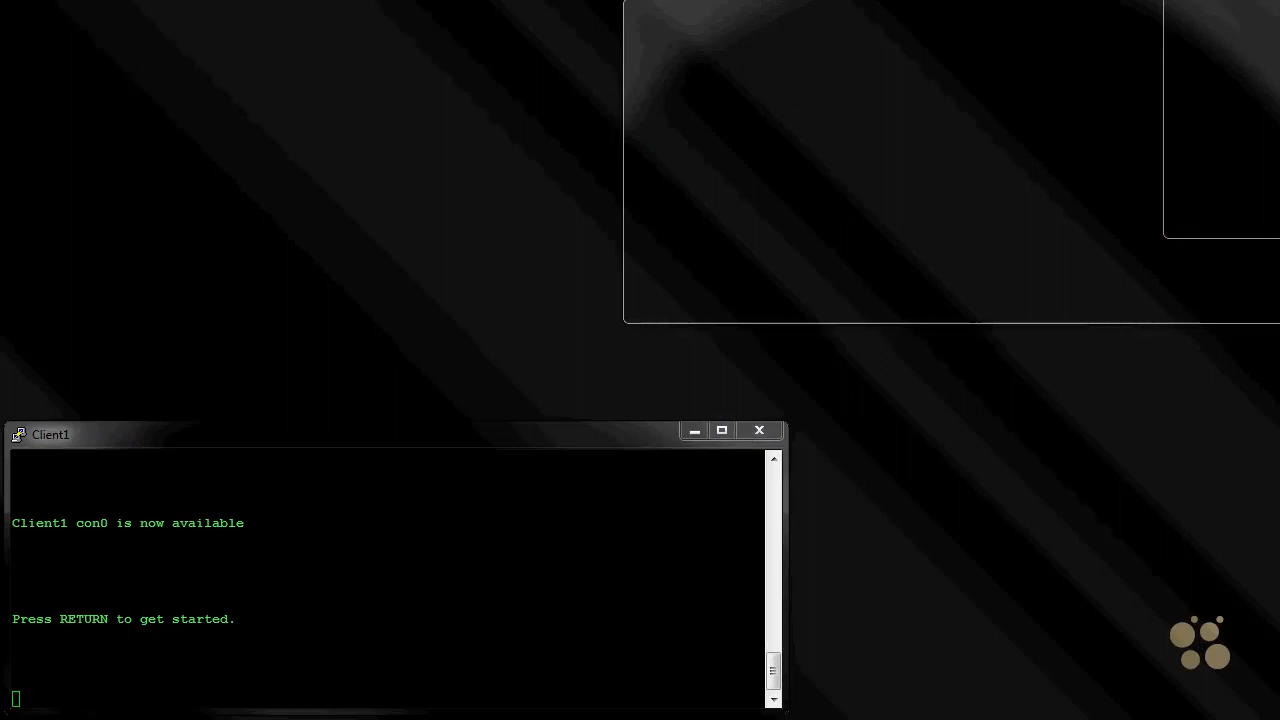 Client1
Client1 con0 is now available
Press RETURN to get started.